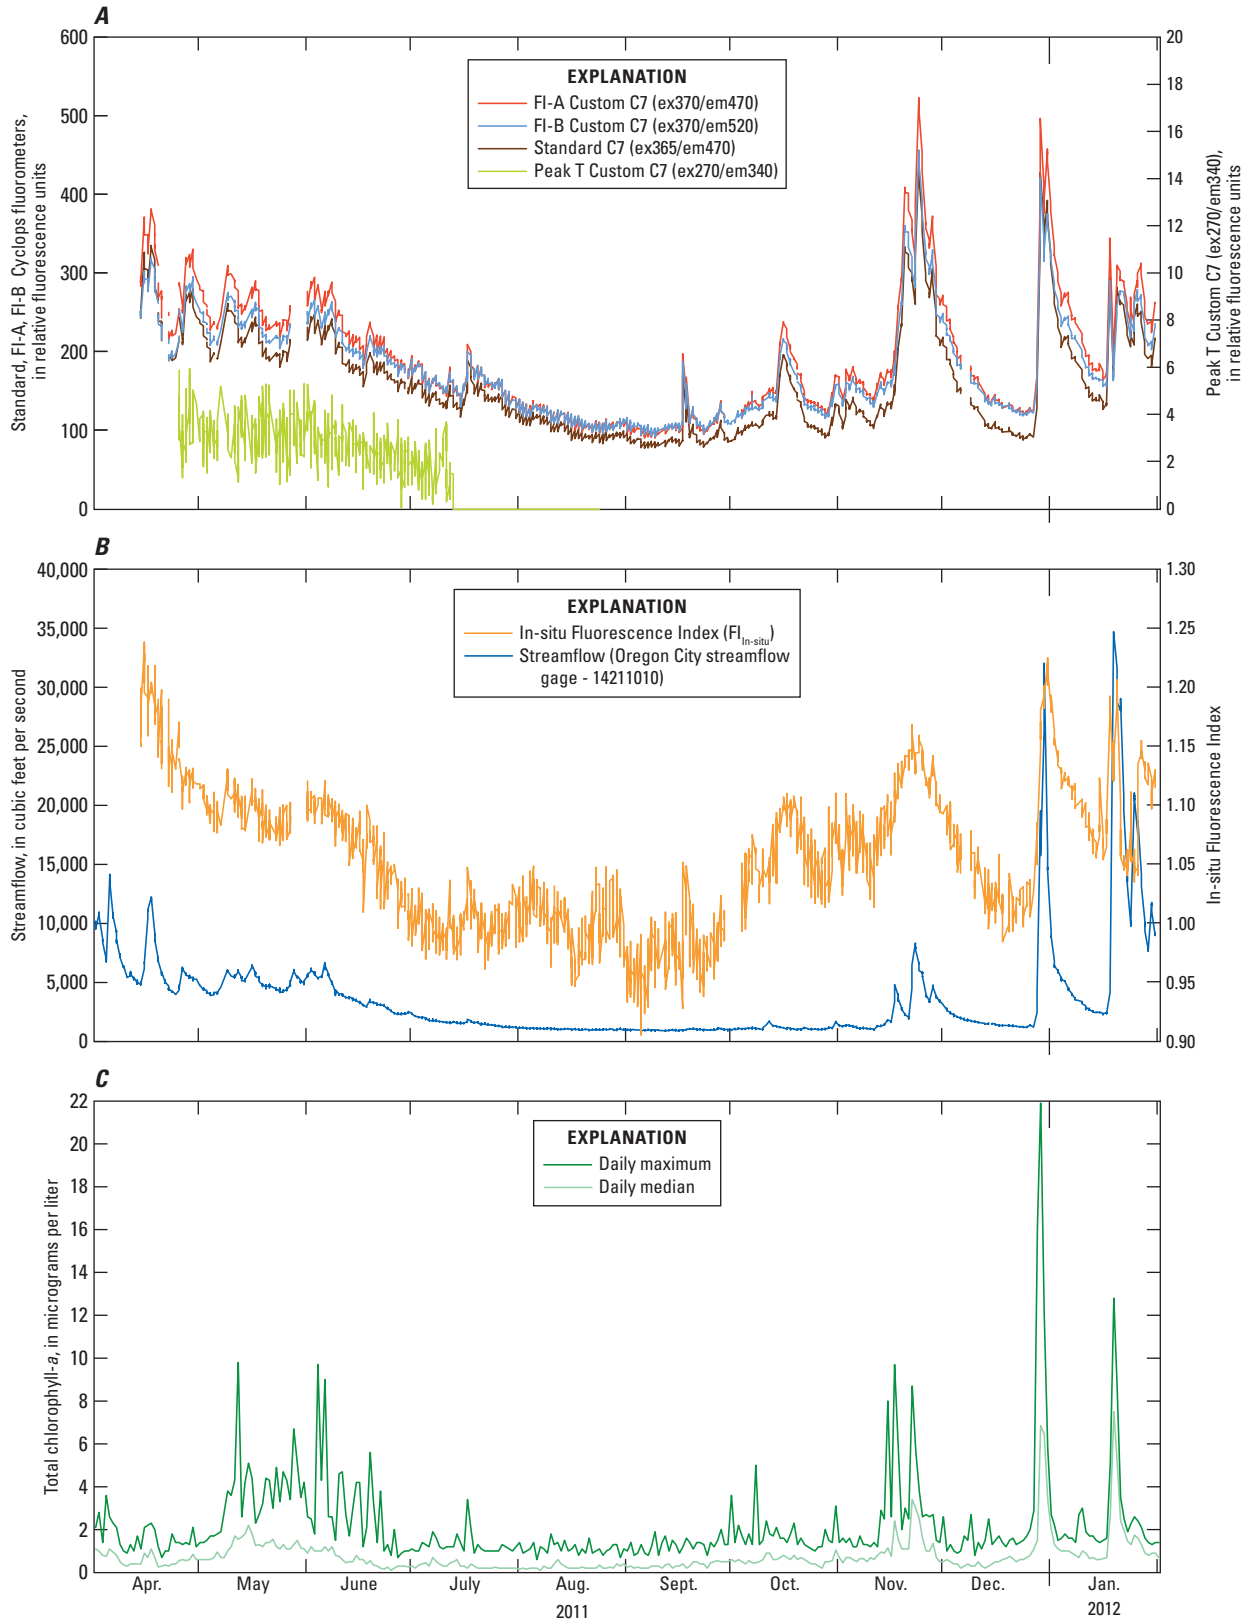 A
600
500
400
300
200
100
0
Standard, FI-A, FI-B Cyclops fluorometers,
in relative fluorescence units
EXPLANATION
FI-A Custom C7 (ex370/em470)
FI-B Custom C7 (ex370/em520)
Standard C7 (ex365/em470)
Peak T Custom C7 (ex270/em340)
20
18
16
14
12
10
8
6
4
2
0
Peak T Custom C7 (ex270/em340),
in relative fluorescence units
B
40,000
35,000
30,000
25,000
20,000
15,000
10,000
5,000
0
Streamflow, in cubic feet per second
EXPLANATION
In-situ Fluorescence Index (FIIn-situ)
Streamflow (Oregon City streamflow
gage - 14211010)
1.30
1.25
1.20
1.15
1.10
1.05
1.00
0.95
0.90
In-situ Fluorescence Index
C
22
20
18
16
14
12
10
8
6
4
2
0
Total chlorophyll-a, in micrograms per liter
EXPLANATION
Daily maximum
Daily median
Apr. May June July Aug. Sept. Oct. Nov. Dec. Jan.
2011 2012